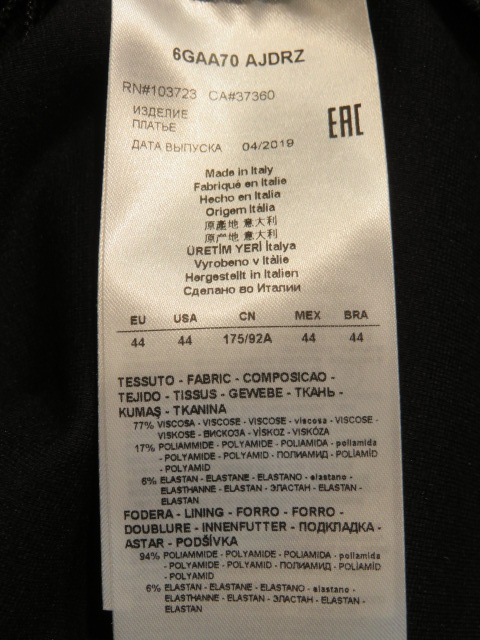 6GAA70 AJDRZ
RN#103723 CA#37360
ИЗДЕЛИЕ
ПЛАТЬЕ
EAC
ДАТА ВЫПУСКА 04/2019
Made in Italy
Fabriqué en Italie
Hecho en Italia
Origem Itália
原產地 意大利
原产地 意大利
ÜRETİM YERİ İtalya
Vyrobeno v Itálie
Hergestellt in Italien
Сделано во Италии
EU USA CN MEX BRA
44 44 175/92A 44 44
TESSUTO - FABRIC - COMPOSICAO -
TEJIDO - TISSUS - GEWEBE - ТКАНЬ -
KUMAŞ - TKANINA
77% VISCOSA - VISCOSE - VISCOSE - viscosa - VISCOSE -
VISKOSE - ВИСКОЗА - VİSKOZ - VISKÓZA
17% POLIAMMIDE - POLYAMIDE - POLIAMIDA - poliamida
- POLYAMIDE - POLYAMID - ПОЛИАМИД - POLİAMİD
- POLYAMID
6% ELASTAN - ELASTANE - ELASTANO - elastano -
ELASTHANNE - ELASTAN - ЭЛАСТАН - ELASTAN -
ELASTAN
FODERA - LINING - FORRO - FORRO -
DOUBLURE - INNENFUTTER - ПОДКЛАДКА -
ASTAR - PODŠÍVKA
94% POLIAMMIDE - POLYAMIDE - POLIAMIDA - poliamida
- POLYAMIDE - POLYAMID - ПОЛИАМИД - POLİAMİD
- POLYAMID
6% ELASTAN - ELASTANE - ELASTANO - elastano -
ELASTHANNE - ELASTAN - ЭЛАСТАН - ELASTAN -
ELASTAN